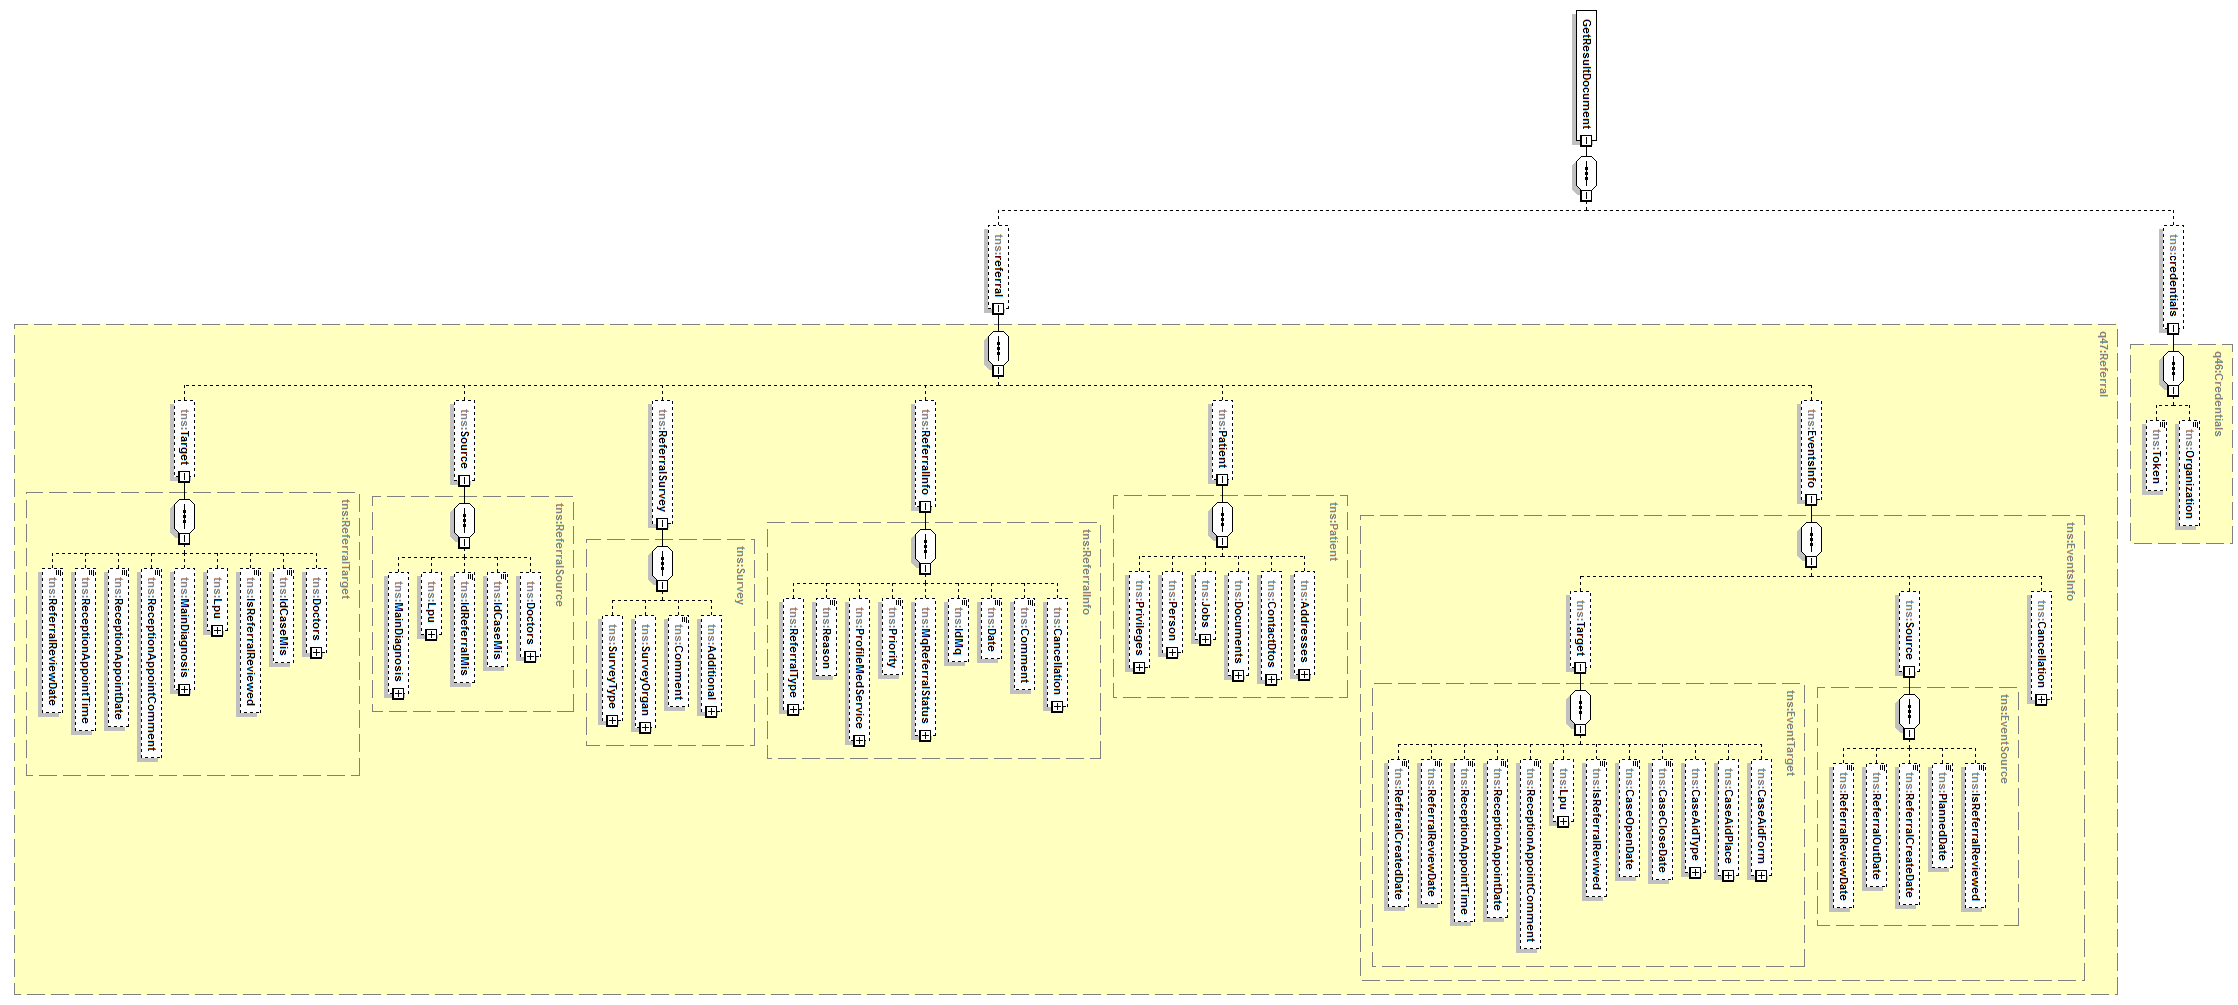 GetResultDocument
tns:credentials
q46:Credentials
tns:Organization
tns:Token
tns:referral
q47:Referral
tns:EventsInfo
tns:EventsInfo
tns:Cancellation
tns:Source
tns:EventSource
tns:IsReferralReviewed
tns:PlannedDate
tns:ReferralCreateDate
tns:ReferralOutDate
tns:ReferralReviewDate
tns:Target
tns:EventTarget
tns:CaseAidForm
tns:CaseAidPlace
tns:CaseAidType
tns:CaseCloseDate
tns:CaseOpenDate
tns:IsReferralReviwed
tns:Lpu
tns:ReceptionAppointComment
tns:ReceptionAppointDate
tns:ReceptionAppointTime
tns:ReferralReviewDate
tns:RefferalCreatedDate
tns:Patient
tns:Patient
tns:Addresses
tns:ContactDtos
tns:Documents
tns:Jobs
tns:Person
tns:Privileges
tns:ReferralInfo
tns:ReferralInfo
tns:Cancellation
tns:Comment
tns:Date
tns:IdMq
tns:MqReferralStatus
tns:Priority
tns:ProfileMedService
tns:Reason
tns:ReferralType
tns:ReferralSurvey
tns:Survey
tns:Additional
tns:Comment
tns:SurveyOrgan
tns:SurveyType
tns:Source
tns:ReferralSource
tns:Doctors
tns:IdCaseMis
tns:IdReferralMis
tns:Lpu
tns:MainDiagnosis
tns:Target
tns:ReferralTarget
tns:Doctors
tns:IdCaseMis
tns:IsReferralReviewed
tns:Lpu
tns:MainDiagnosis
tns:ReceptionAppointComment
tns:ReceptionAppointDate
tns:ReceptionAppointTime
tns:ReferralReviewDate